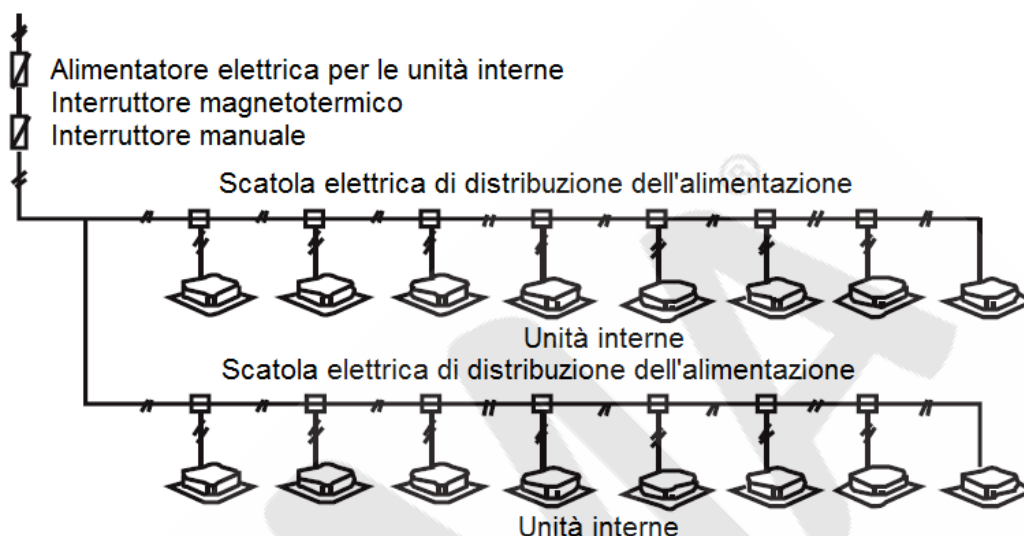 Alimentatore elettrica per le unità interne
Interruttore magnetotermico
Interruttore manuale
Scatola elettrica di distribuzione dell'alimentazione
®
Unità interne
Scatola elettrica di distribuzione dell'alimentazione
Unità interne